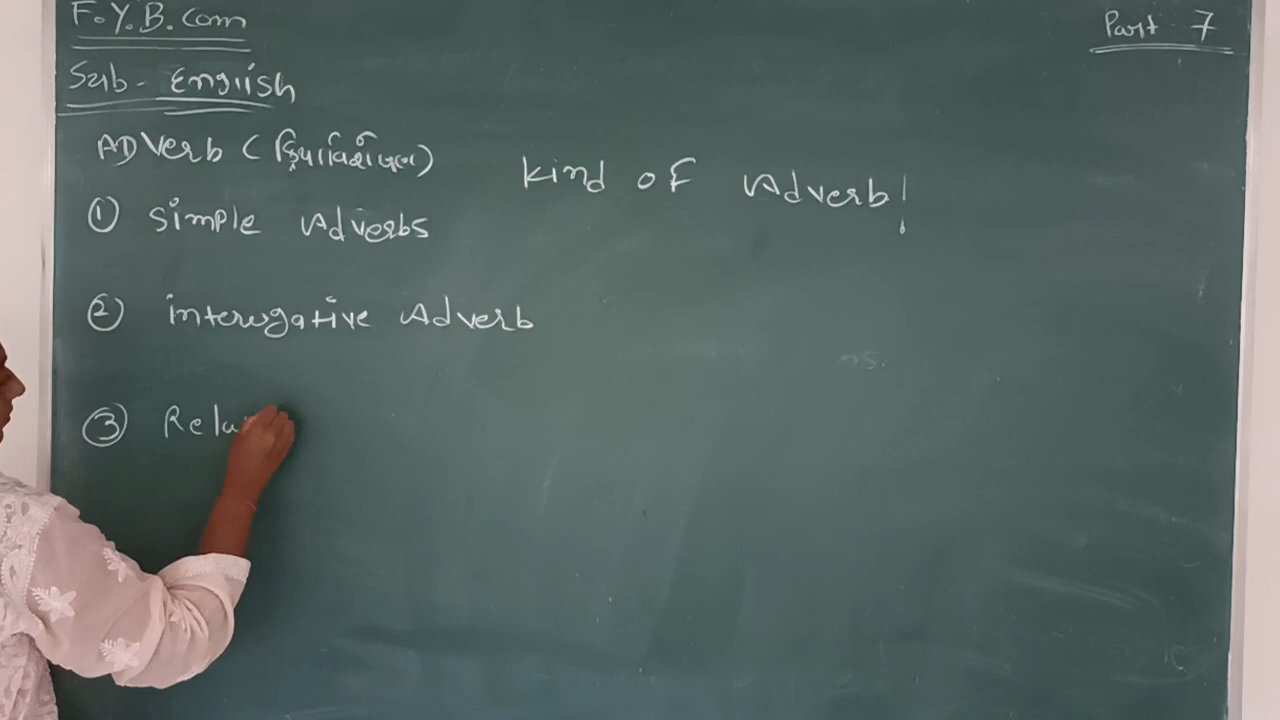 F.Y.B.Com
Part 7
Sub - English
ADVerb (ક્રિયાવિશેષણ)
kind of Adverb!
① Simple Adverbs
② interogative Adverb
③ Rela